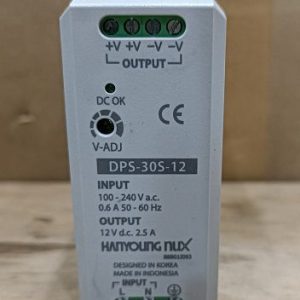 +V +V -V -V
OUTPUT
DC OK
CE
V-ADJ
DPS-30S-12
INPUT
100 - 240 V a.c.
0.6 A 50 - 60 Hz
OUTPUT
12 V d.c. 2.5 A
HANYOUNG NUX
DESIGNED IN KOREA
MADE IN INDONESIA
INPUT
L N